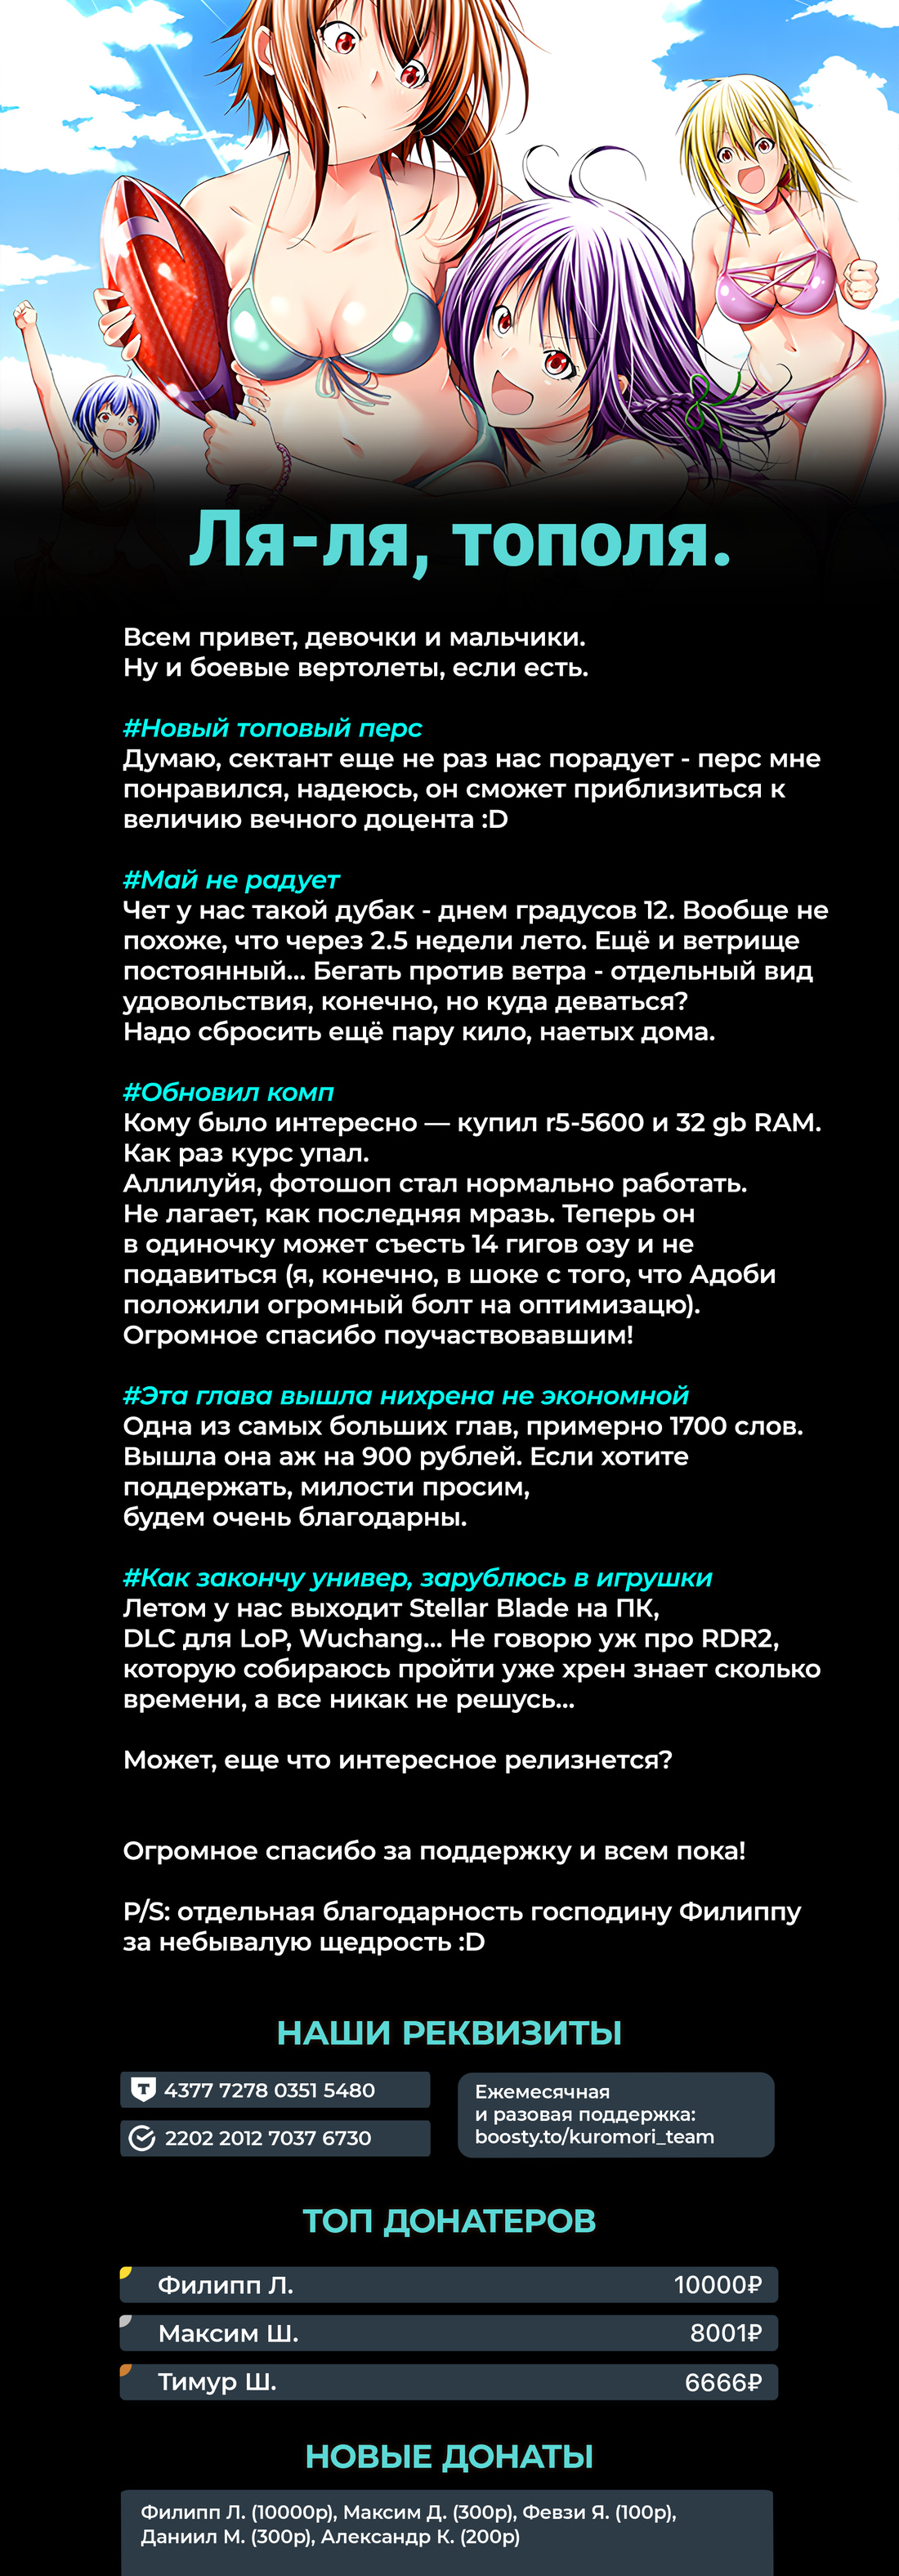 Ля-ля, тополя.
Всем привет, девочки и мальчики.
Ну и боевые вертолеты, если есть.
#Новый топовый перс
Думаю, сектант еще не раз нас порадует - перс мне
понравился, надеюсь, он сможет приблизиться к
величию вечного доцента :D
#Май не радует
Чет у нас такой дубак - днем градусов 12. Вообще не
похоже, что через 2.5 недели лето. Ещё и ветрище
постоянный... Бегать против ветра - отдельный вид
удовольствия, конечно, но куда деваться?
Надо сбросить ещё пару кило, наетых дома.
#Обновил комп
Кому было интересно — купил r5-5600 и 32 gb RAM.
Как раз курс упал.
Аллилуйя, фотошоп стал нормально работать.
Не лагает, как последняя мразь. Теперь он
в одиночку может съесть 14 гигов озу и не
подавиться (я, конечно, в шоке с того, что Адоби
положили огромный болт на оптимизацю).
Огромное спасибо поучаствовавшим!
#Эта глава вышла нихрена не экономной
Одна из самых больших глав, примерно 1700 слов.
Вышла она аж на 900 рублей. Если хотите
поддержать, милости просим,
будем очень благодарны.
#Как закончу универ, зарублюсь в игрушки
Летом у нас выходит Stellar Blade на ПК,
DLC для LoP, Wuchang... Не говорю уж про RDR2,
которую собираюсь пройти уже хрен знает сколько
времени, а все никак не решусь...
Может, еще что интересное релизнется?
Огромное спасибо за поддержку и всем пока!
P/S: отдельная благодарность господину Филиппу
за небывалую щедрость :D
НАШИ РЕКВИЗИТЫ
4377 7278 0351 5480
2202 2012 7037 6730
Ежемесячная
и разовая поддержка:
boosty.to/kuromori_team
ТОП ДОНАТЕРОВ
Филипп Л. 10000₽
Максим Ш. 8001₽
Тимур Ш. 6666₽
НОВЫЕ ДОНАТЫ
Филипп Л. (10000р), Максим Д. (300р), Февзи Я. (100р),
Даниил М. (300р), Александр К. (200р)